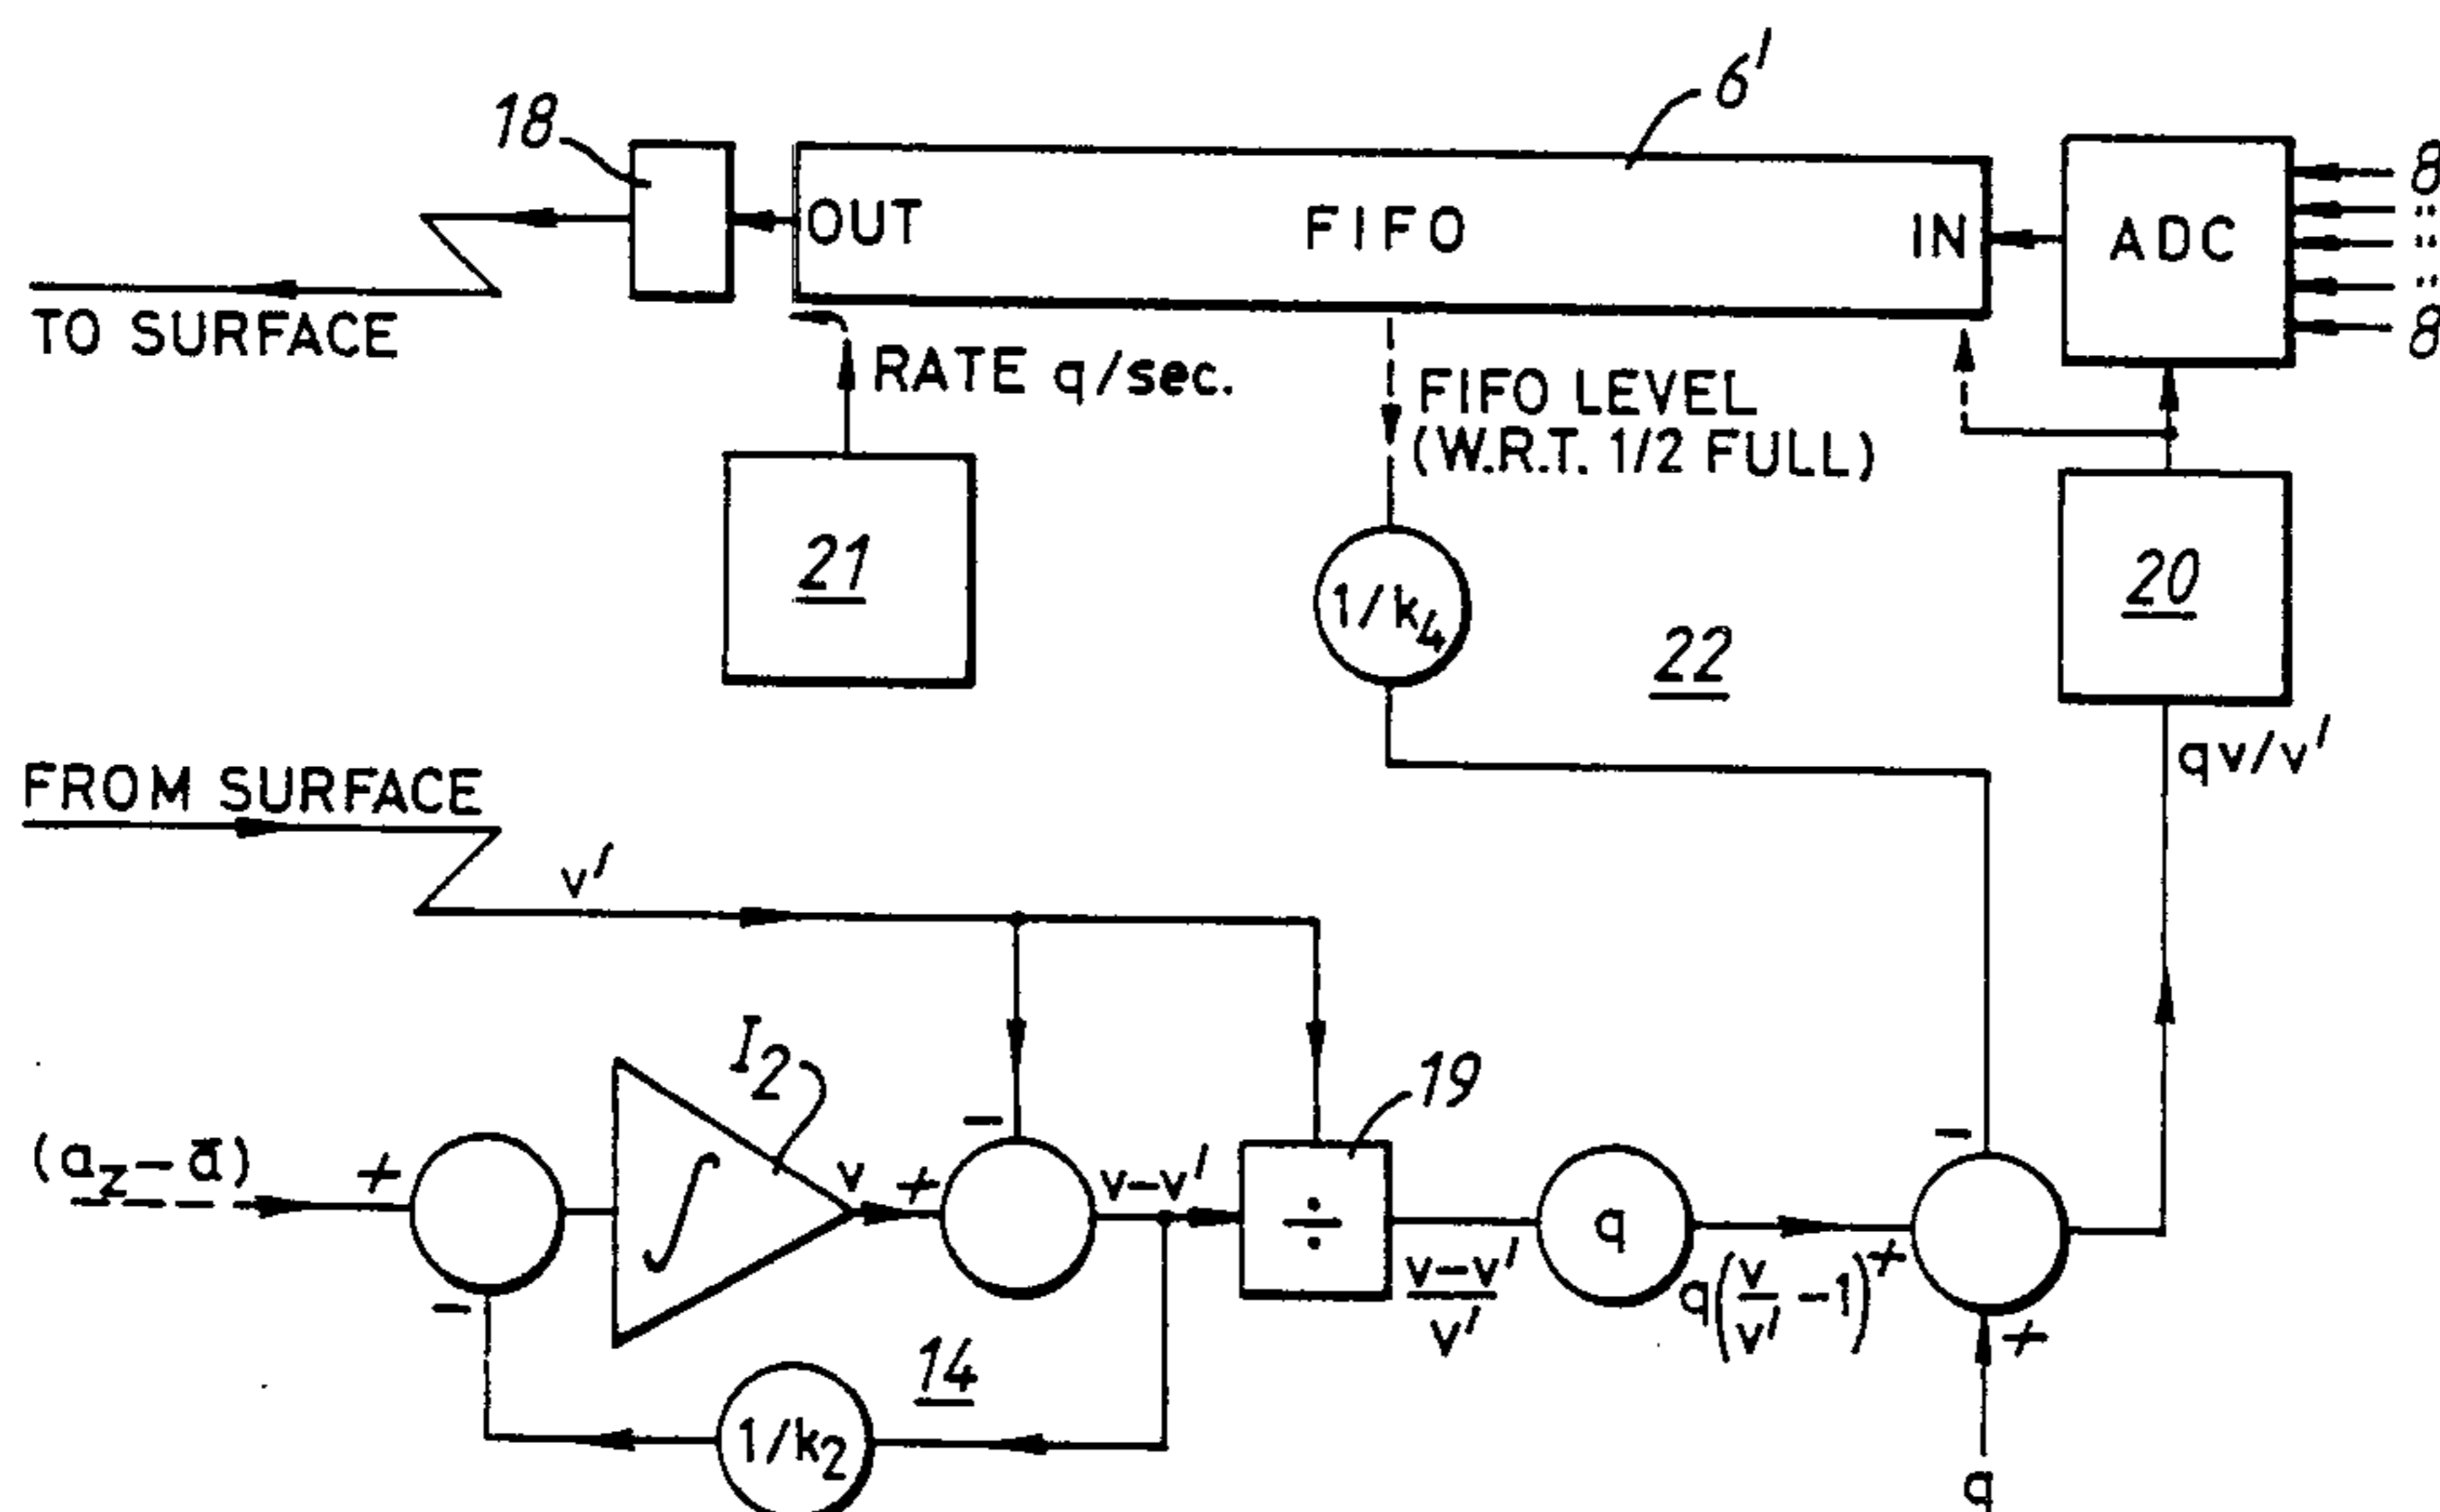 18
6'
OUT
FIFO
IN
ADC
8
"
"
"
8
TO SURFACE
RATE q/sec.
FIFO LEVEL
(W.R.T. 1/2 FULL)
21
1/k4
22
20
qv/v'
FROM SURFACE
v'
(az-ā)
+
-
I2
∫
v
+
-
v-v'
19
÷
v-v'
v'
q
q(v/v' -1)
+
-
+
14
1/k2
q